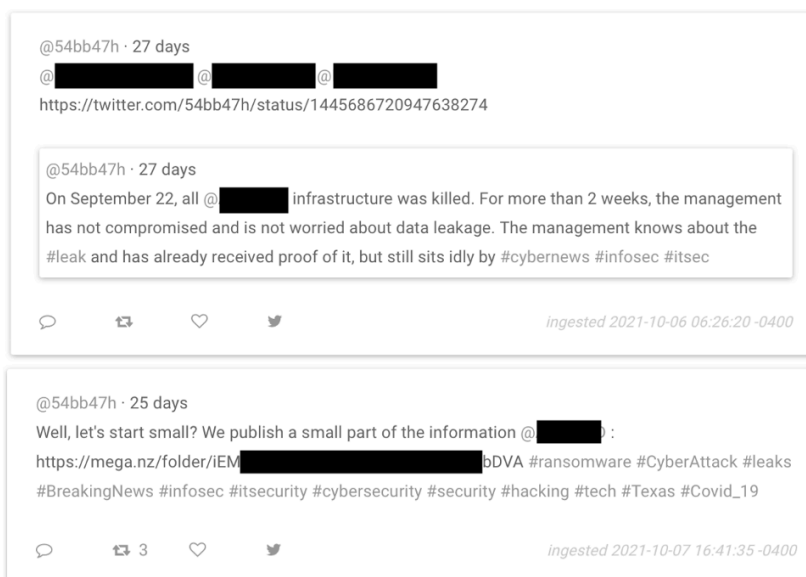 @54bb47h · 27 days
@ @ @
https://twitter.com/54bb47h/status/1445686720947638274
@54bb47h · 27 days
On September 22, all @ infrastructure was killed. For more than 2 weeks, the management
has not compromised and is not worried about data leakage. The management knows about the
#leak and has already received proof of it, but still sits idly by #cybernews #infosec #itsec
ingested 2021-10-06 06:26:20 -0400
@54bb47h · 25 days
Well, let's start small? We publish a small part of the information @ :
https://mega.nz/folder/iEM bDVA #ransomware #CyberAttack #leaks
#BreakingNews #infosec #itsecurity #cybersecurity #security #hacking #tech #Texas #Covid_19
3
ingested 2021-10-07 16:41:35 -0400